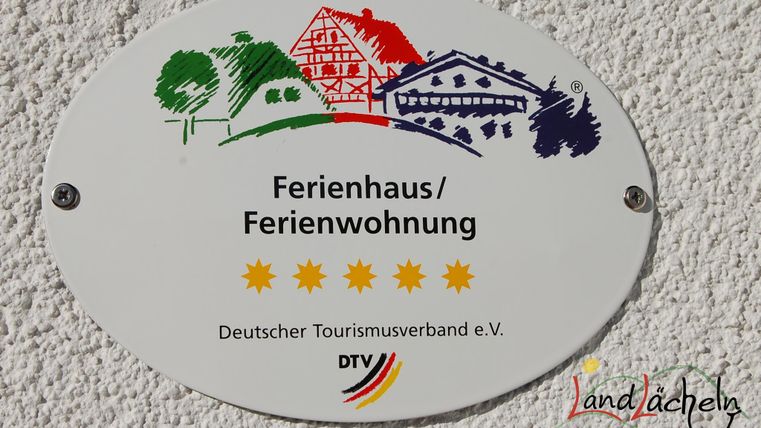 ®
Ferienhaus/
Ferienwohnung
Deutscher Tourismusverband e.V.
DTV
LandLächeln